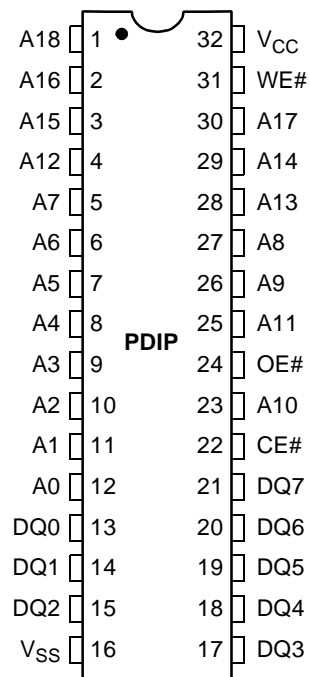 A18 1 32 VCC
A16 2 31 WE#
A15 3 30 A17
A12 4 29 A14
A7 5 28 A13
A6 6 27 A8
A5 7 26 A9
A4 8 25 A11
PDIP
A3 9 24 OE#
A2 10 23 A10
A1 11 22 CE#
A0 12 21 DQ7
DQ0 13 20 DQ6
DQ1 14 19 DQ5
DQ2 15 18 DQ4
VSS 16 17 DQ3